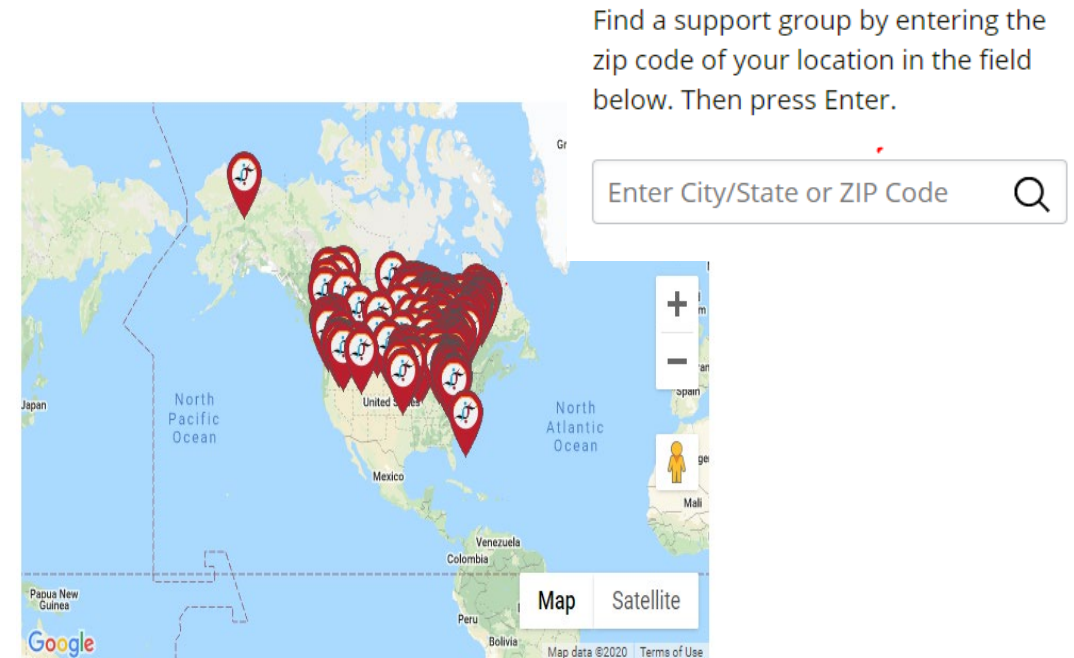 Find a support group by entering the
zip code of your location in the field
below. Then press Enter.
Enter City/State or ZIP Code
Gr
North
Pacific
Ocean
Japan
United
North
Atlantic
Ocean
Spain
Mexico
Mali
Venezuela
Colombia
Papua New
Guinea
Peru
Bolivia
Map Satellite
Google
Map data ©2020 Terms of Use